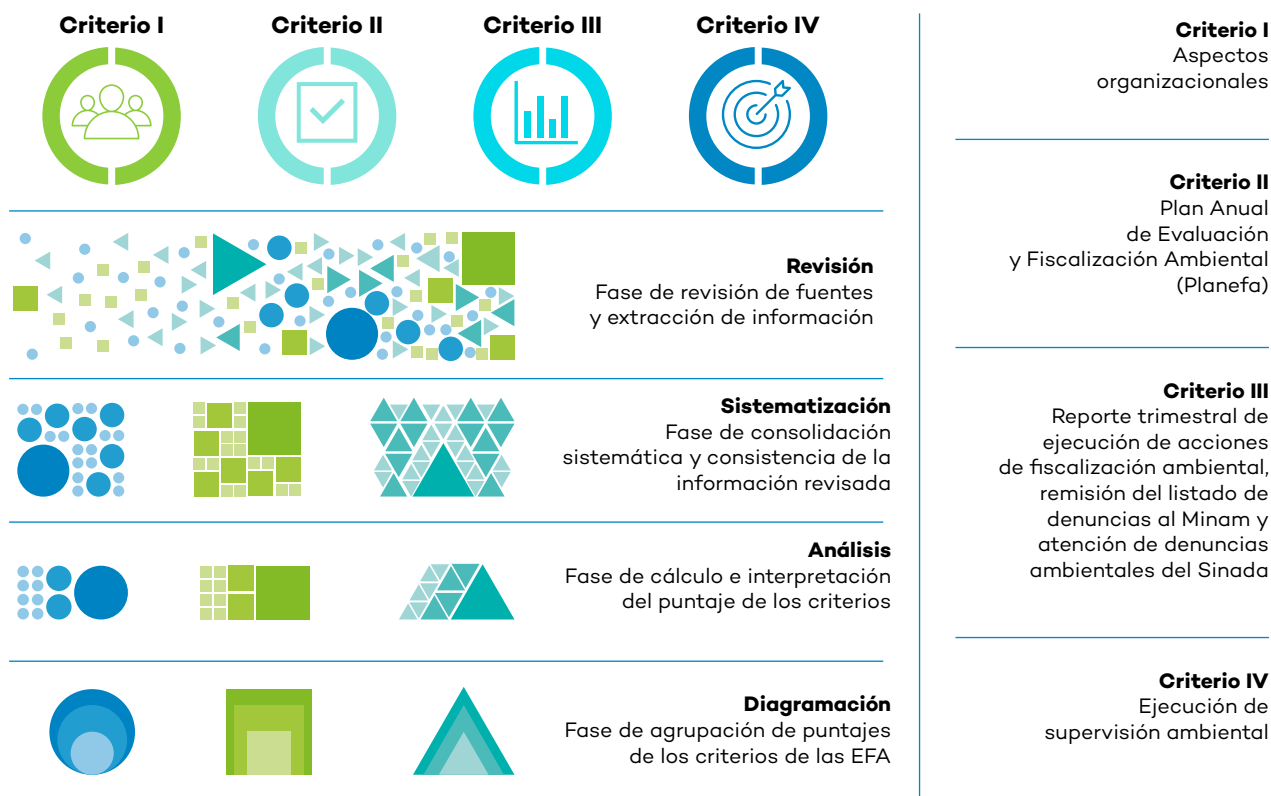 Criterio I
Criterio II
Criterio III
Criterio IV
Revisión
Fase de revisión de fuentes
y extracción de información
Sistematización
Fase de consolidación
sistemática y consistencia de la
información revisada
Análisis
Fase de cálculo e interpretación
del puntaje de los criterios
Diagramación
Fase de agrupación de puntajes
de los criterios de las EFA
Criterio I
Aspectos
organizacionales
Criterio II
Plan Anual
de Evaluación
y Fiscalización Ambiental
(Planefa)
Criterio III
Reporte trimestral de
ejecución de acciones
de fiscalización ambiental,
remisión del listado de
denuncias al Minam y
atención de denuncias
ambientales del Sinada
Criterio IV
Ejecución de
supervisión ambiental